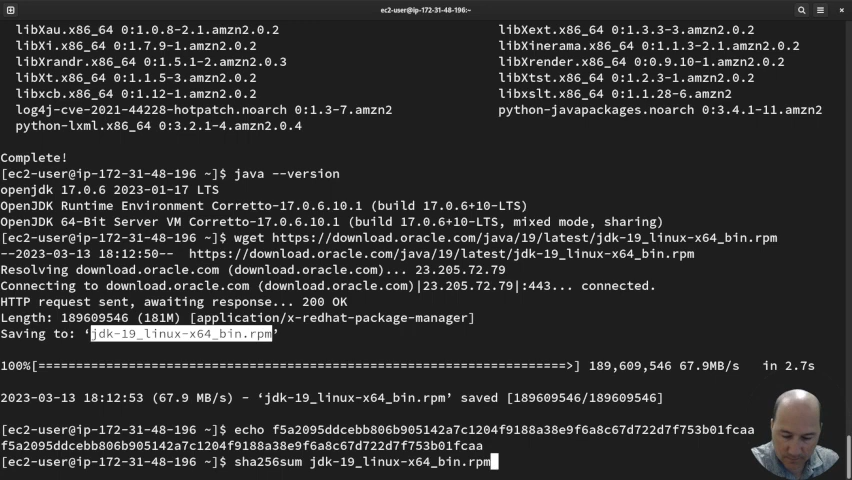 ec2-user@ip-172-31-48-196:~
libXau.x86_64 0:1.0.8-2.1.amzn2.0.2 libXext.x86_64 0:1.3.3-3.amzn2.0.2
libXi.x86_64 0:1.7.9-1.amzn2.0.2 libXinerama.x86_64 0:1.1.3-2.1.amzn2.0.2
libXrandr.x86_64 0:1.5.1-2.amzn2.0.3 libXrender.x86_64 0:0.9.10-1.amzn2.0.2
libXt.x86_64 0:1.1.5-3.amzn2.0.2 libXtst.x86_64 0:1.2.3-1.amzn2.0.2
libxcb.x86_64 0:1.12-1.amzn2.0.2 libxslt.x86_64 0:1.1.28-6.amzn2
log4j-cve-2021-44228-hotpatch.noarch 0:1.3-7.amzn2 python-javapackages.noarch 0:3.4.1-11.amzn2
python-lxml.x86_64 0:3.2.1-4.amzn2.0.4
Complete!
[ec2-user@ip-172-31-48-196 ~]$ java --version
openjdk 17.0.6 2023-01-17 LTS
OpenJDK Runtime Environment Corretto-17.0.6.10.1 (build 17.0.6+10-LTS)
OpenJDK 64-Bit Server VM Corretto-17.0.6.10.1 (build 17.0.6+10-LTS, mixed mode, sharing)
[ec2-user@ip-172-31-48-196 ~]$ wget https://download.oracle.com/java/19/latest/jdk-19_linux-x64_bin.rpm
--2023-03-13 18:12:50-- https://download.oracle.com/java/19/latest/jdk-19_linux-x64_bin.rpm
Resolving download.oracle.com (download.oracle.com)... 23.205.72.79
Connecting to download.oracle.com (download.oracle.com)|23.205.72.79|:443... connected.
HTTP request sent, awaiting response... 200 OK
Length: 189609546 (181M) [application/x-redhat-package-manager]
Saving to: ‘jdk-19_linux-x64_bin.rpm’
100%[======================================================================>] 189,609,546 67.9MB/s in 2.7s
2023-03-13 18:12:53 (67.9 MB/s) - ‘jdk-19_linux-x64_bin.rpm’ saved [189609546/189609546]
[ec2-user@ip-172-31-48-196 ~]$ echo f5a2095ddcebb806b905142a7c1204f9188a38e9f6a8c67d722d7f753b01fcaa
f5a2095ddcebb806b905142a7c1204f9188a38e9f6a8c67d722d7f753b01fcaa
[ec2-user@ip-172-31-48-196 ~]$ sha256sum jdk-19_linux-x64_bin.rpm